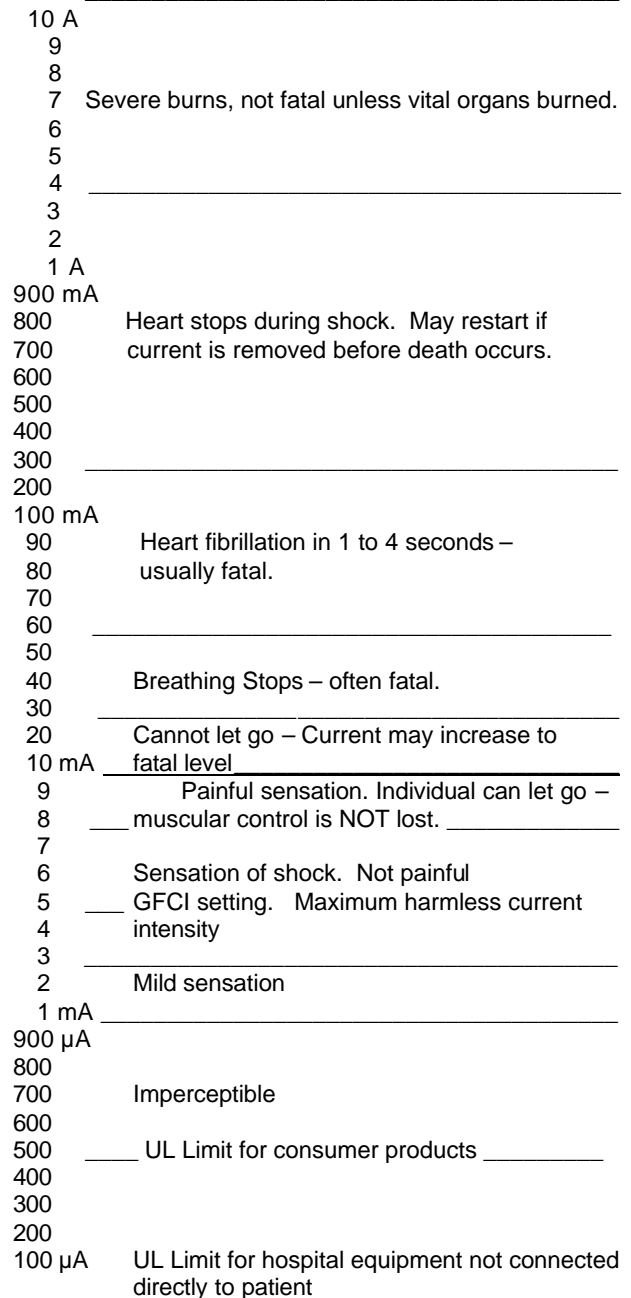 10 A
9
8
7 Severe burns, not fatal unless vital organs burned.
6
5
4
3
2
1 A
900 mA
800 Heart stops during shock. May restart if
700 current is removed before death occurs.
600
500
400
300
200
100 mA
90 Heart fibrillation in 1 to 4 seconds –
80 usually fatal.
70
60
50
40 Breathing Stops – often fatal.
30
20 Cannot let go – Current may increase to
10 mA fatal level
9 Painful sensation. Individual can let go –
8 muscular control is NOT lost.
7
6 Sensation of shock. Not painful
5 GFCI setting. Maximum harmless current
4 intensity
3
2 Mild sensation
1 mA
900 µA
800
700 Imperceptible
600
500 UL Limit for consumer products
400
300
200
100 µA UL Limit for hospital equipment not connected
directly to patient